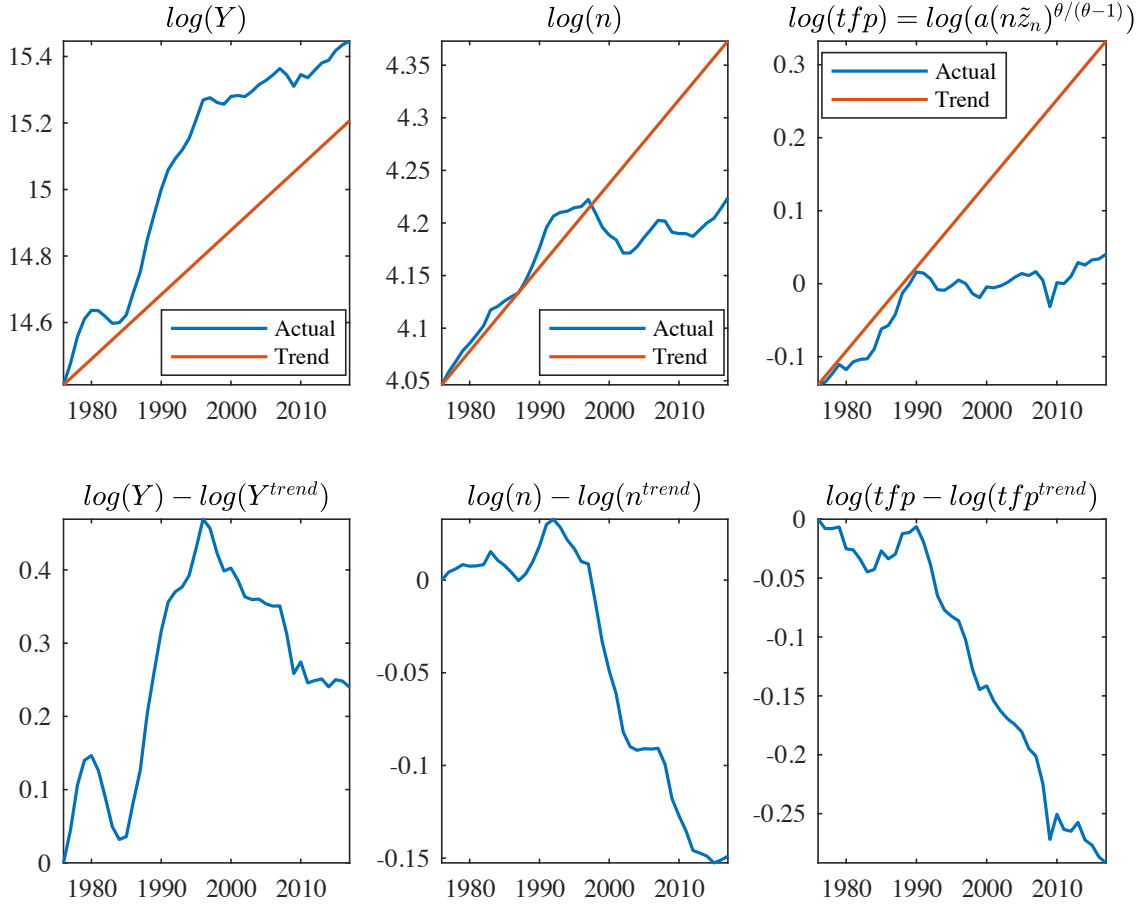 log(Y)
15.4
15.2
15
14.8
14.6
Actual
Trend
1980 1990 2000 2010
log(n)
4.35
4.3
4.25
4.2
4.15
4.1
4.05
Actual
Trend
1980 1990 2000 2010
log(tfp) = log(a(nz̃_n)^{θ/(θ−1)})
0.3
0.2
0.1
0
-0.1
Actual
Trend
1980 1990 2000 2010
log(Y) − log(Y^{trend})
0.4
0.3
0.2
0.1
0
1980 1990 2000 2010
log(n) − log(n^{trend})
0
-0.05
-0.1
-0.15
1980 1990 2000 2010
log(tfp − log(tfp^{trend})
0
-0.05
-0.1
-0.15
-0.2
-0.25
1980 1990 2000 2010